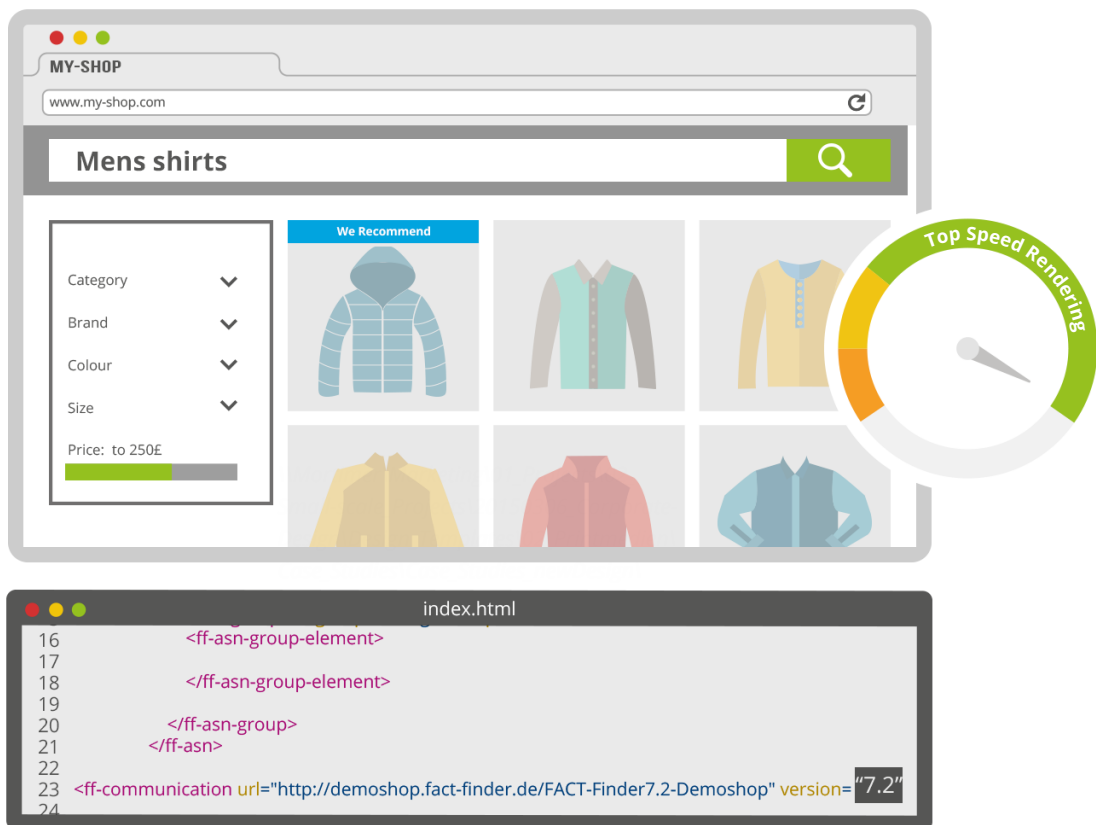 MY-SHOP
www.my-shop.com
Mens shirts
We Recommend
Category
Brand
Colour
Size
Price: to 250£
Top Speed Rendering
index.html
16 <ff-asn-group-element>
17
18 </ff-asn-group-element>
19
20 </ff-asn-group>
21 </ff-asn>
22
23 <ff-communication url="http://demoshop.fact-finder.de/FACT-Finder7.2-Demoshop" version= “7.2”
24